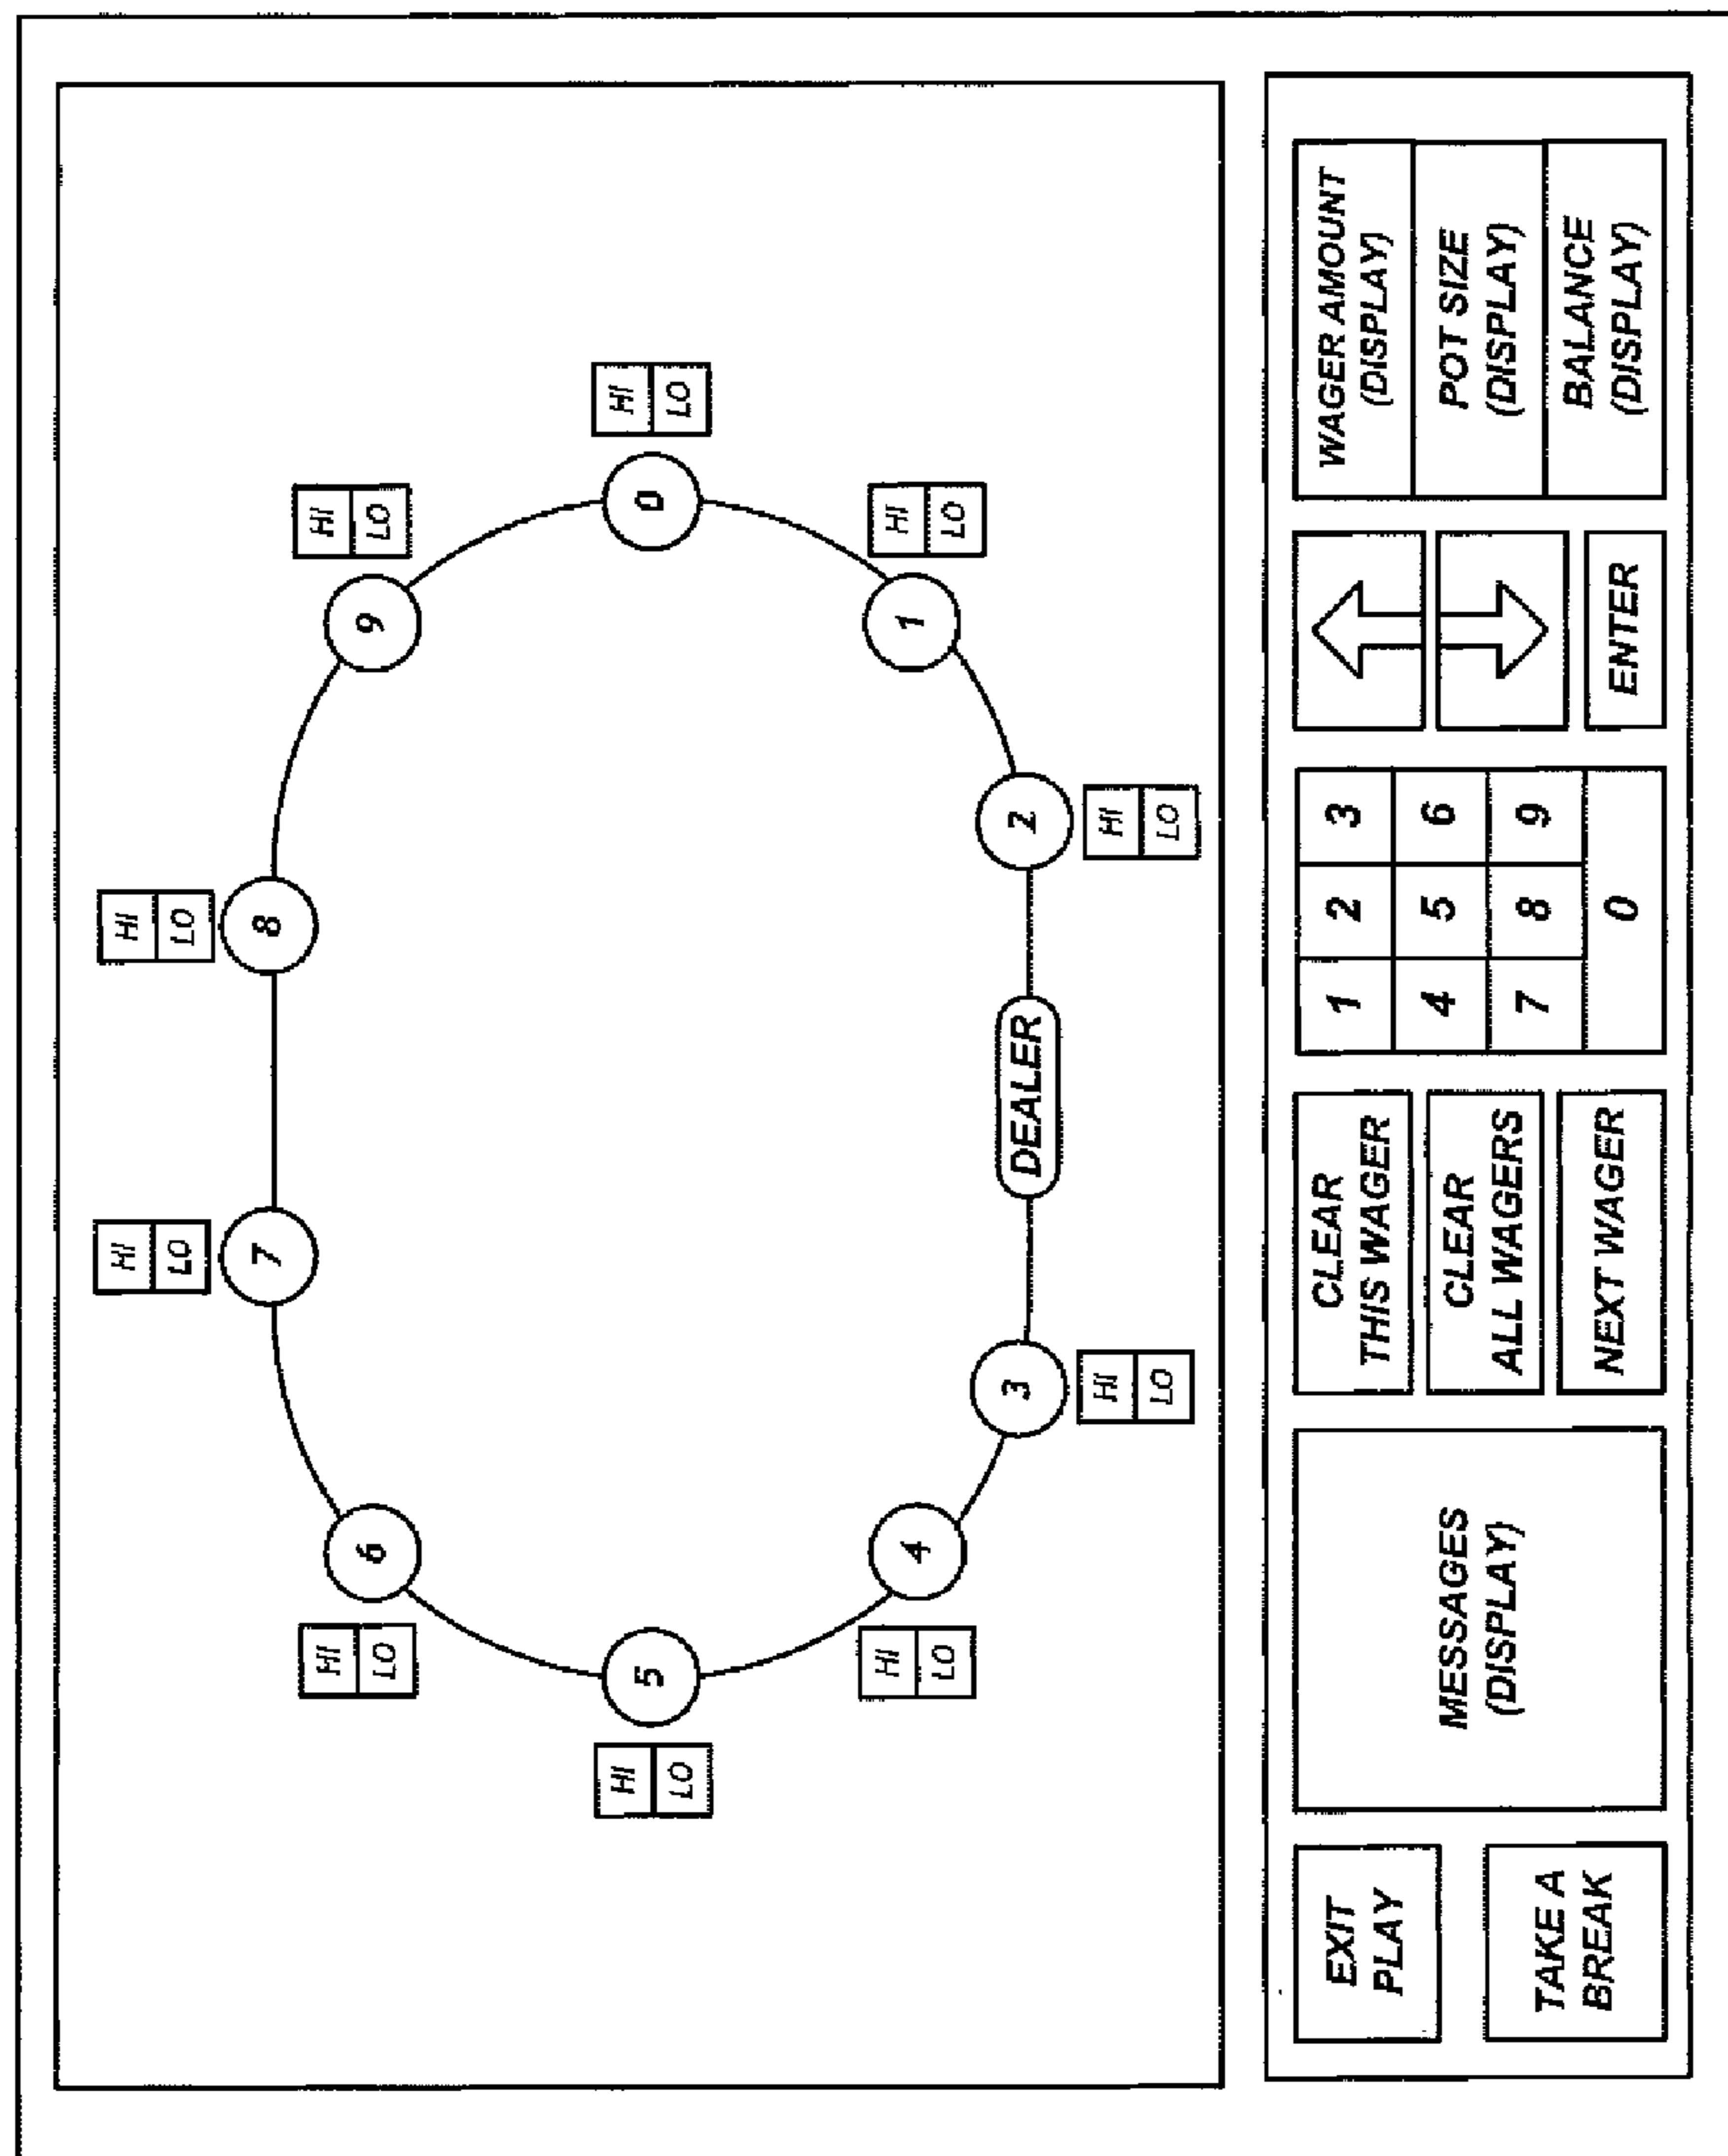 HI
LO
7
HI
LO
8
HI
LO
6
HI
LO
9
HI
LO
5
HI
LO
0
HI
LO
4
HI
LO
1
HI
LO
3
DEALER
HI
LO
2
EXIT
PLAY
TAKE A
BREAK
MESSAGES
(DISPLAY)
CLEAR
THIS WAGER
CLEAR
ALL WAGERS
NEXT WAGER
1 2 3
4 5 6
7 8 9
0
ENTER
WAGER AMOUNT
(DISPLAY)
POT SIZE
(DISPLAY)
BALANCE
(DISPLAY)